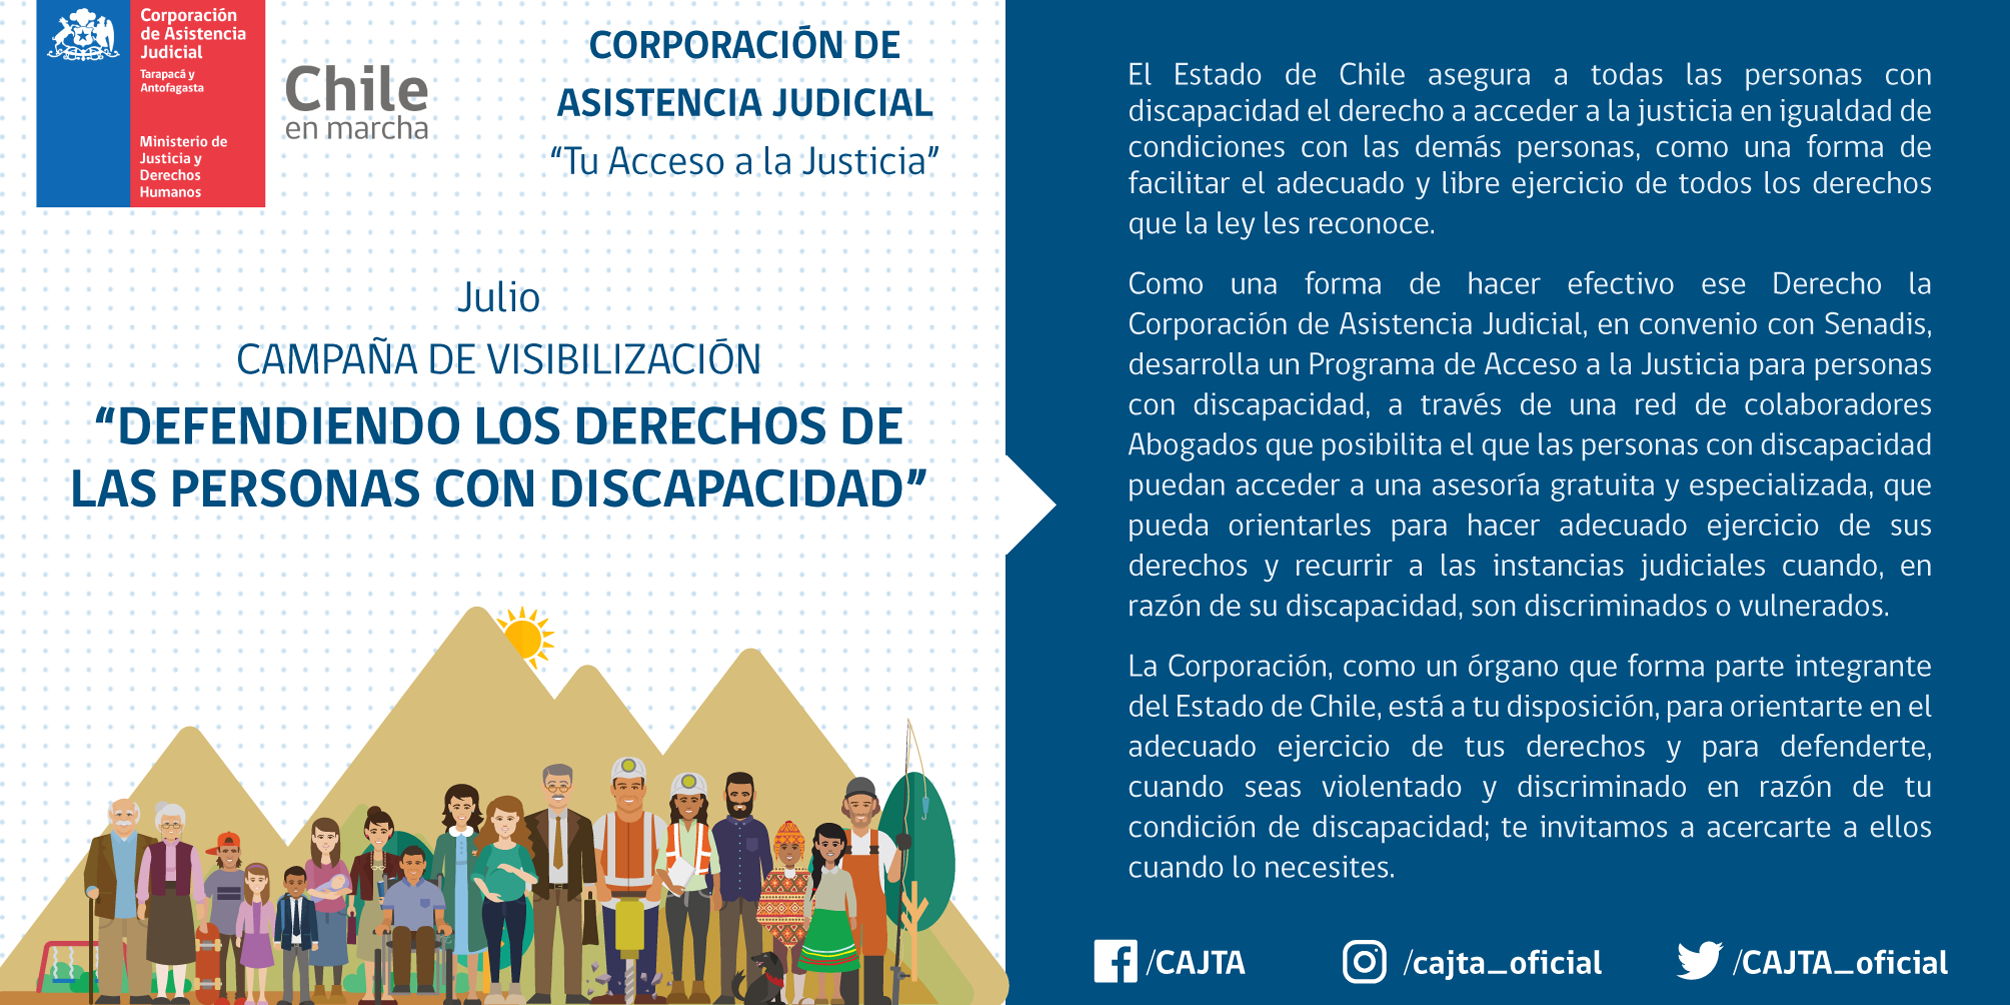 Corporación
de Asistencia
Judicial
Tarapacá y
Antofagasta
Ministerio de
Justicia y
Derechos
Humanos
Chile
en marcha
CORPORACIÓN DE
ASISTENCIA JUDICIAL
“Tu Acceso a la Justicia”
Julio
CAMPAÑA DE VISIBILIZACIÓN
“DEFENDIENDO LOS DERECHOS DE
LAS PERSONAS CON DISCAPACIDAD”
El Estado de Chile asegura a todas las personas con
discapacidad el derecho a acceder a la justicia en igualdad de
condiciones con las demás personas, como una forma de
facilitar el adecuado y libre ejercicio de todos los derechos
que la ley les reconoce.
Como una forma de hacer efectivo ese Derecho la
Corporación de Asistencia Judicial, en convenio con Senadis,
desarrolla un Programa de Acceso a la Justicia para personas
con discapacidad, a través de una red de colaboradores
Abogados que posibilita el que las personas con discapacidad
puedan acceder a una asesoría gratuita y especializada, que
pueda orientarles para hacer adecuado ejercicio de sus
derechos y recurrir a las instancias judiciales cuando, en
razón de su discapacidad, son discriminados o vulnerados.
La Corporación, como un órgano que forma parte integrante
del Estado de Chile, está a tu disposición, para orientarte en el
adecuado ejercicio de tus derechos y para defenderte,
cuando seas violentado y discriminado en razón de tu
condición de discapacidad; te invitamos a acercarte a ellos
cuando lo necesites.
/CAJTA
/cajta_oficial
/CAJTA_oficial